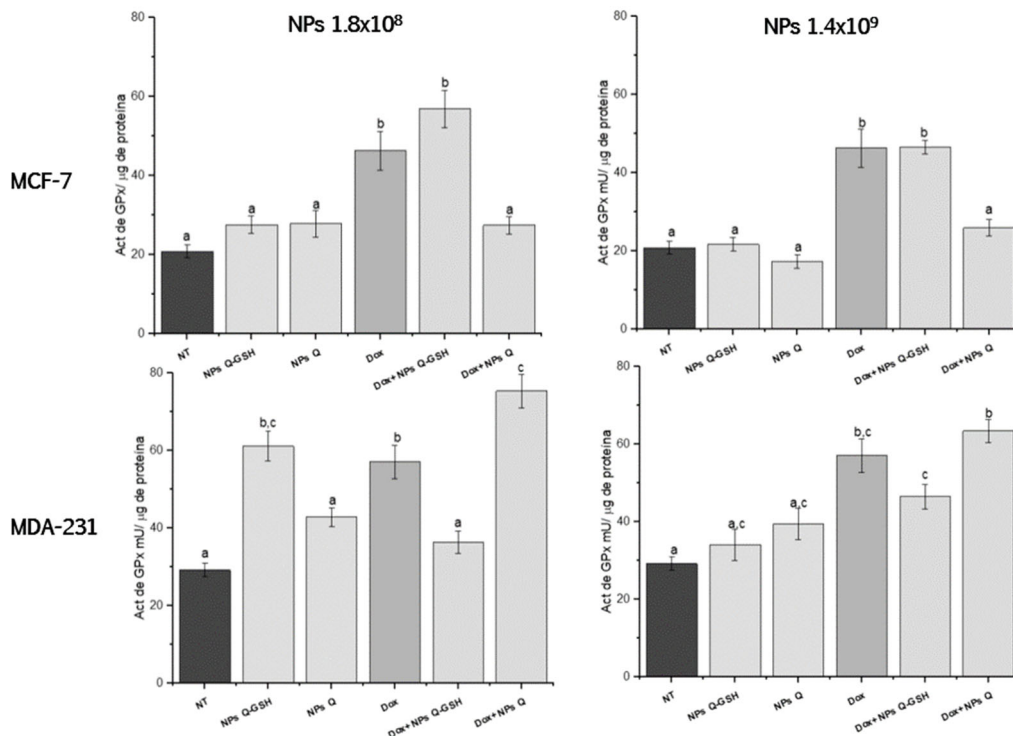 NPs 1.8x10⁸
NPs 1.4x10⁹
MCF-7
Act de GPx/ μg de proteína
80
60
40
20
0
a
a
a
b
b
a
NT
NPs Q-GSH
NPs Q
Dox
Dox+NPs Q-GSH
Dox+NPs Q
Act de GPx mU/ μg de proteína
80
60
40
20
0
a
a
a
b
b
a
NT
NPs Q-GSH
NPs Q
Dox
Dox+NPs Q-GSH
Dox+NPs Q
MDA-231
Act de GPx mU/ μg de proteína
80
60
40
20
0
a
b,c
a
b
a
c
NT
NPs Q-GSH
NPs Q
Dox
Dox+NPs Q-GSH
Dox+NPs Q
Act de GPx mU/ μg de proteína
80
60
40
20
0
a
a,c
a,c
b,c
c
b
NT
NPs Q-GSH
NPs Q
Dox
Dox+NPs Q-GSH
Dox+NPs Q